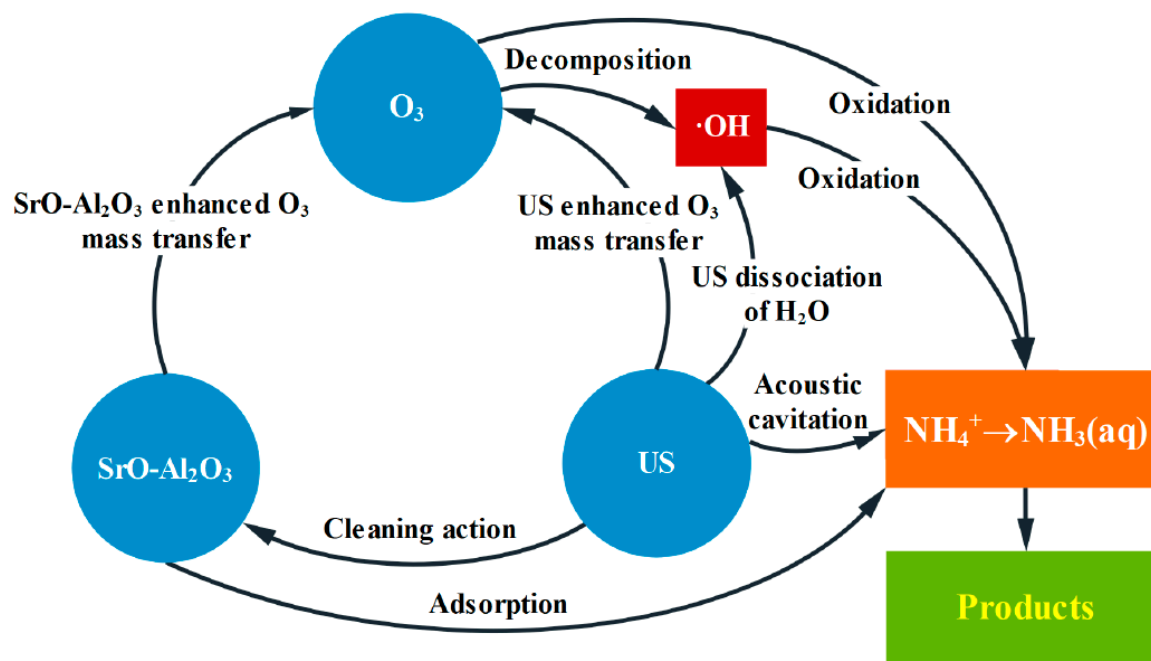 Decomposition
O₃
·OH
Oxidation
Oxidation
SrO-Al₂O₃ enhanced O₃
mass transfer
US enhanced O₃
mass transfer
US dissociation
of H₂O
Acoustic
cavitation
NH₄⁺→NH₃(aq)
SrO-Al₂O₃
US
Cleaning action
Adsorption
Products